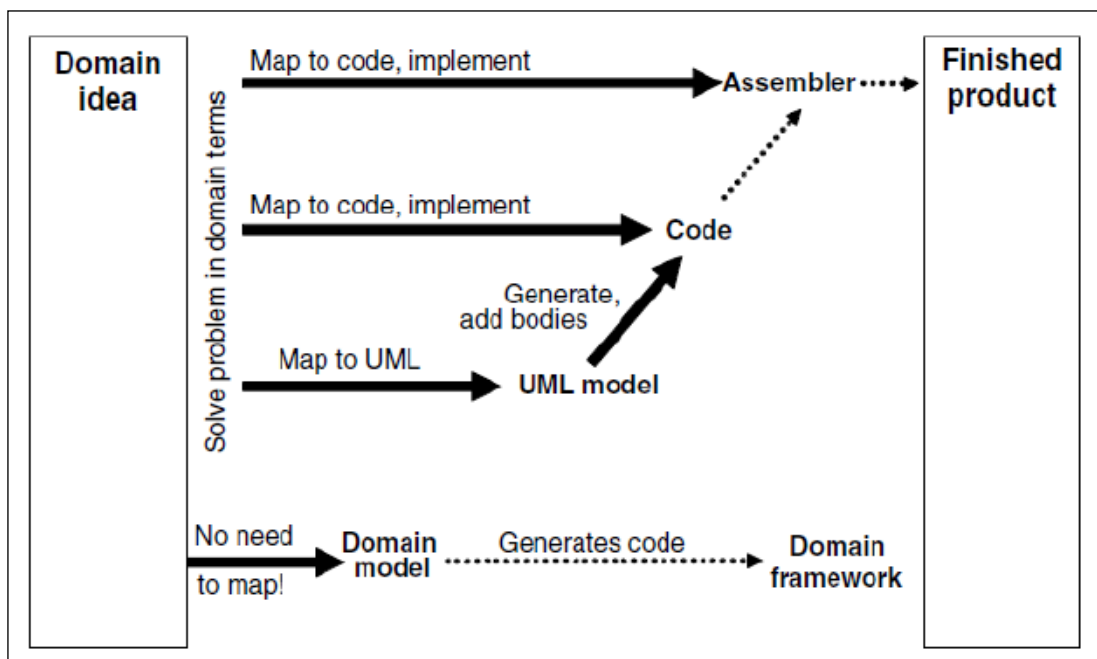 Domain
idea
Solve problem in domain terms
Map to code, implement
Assembler
Finished
product
Map to code, implement
Code
Generate,
add bodies
Map to UML
UML model
No need
to map!
Domain
model
Generates code
Domain
framework